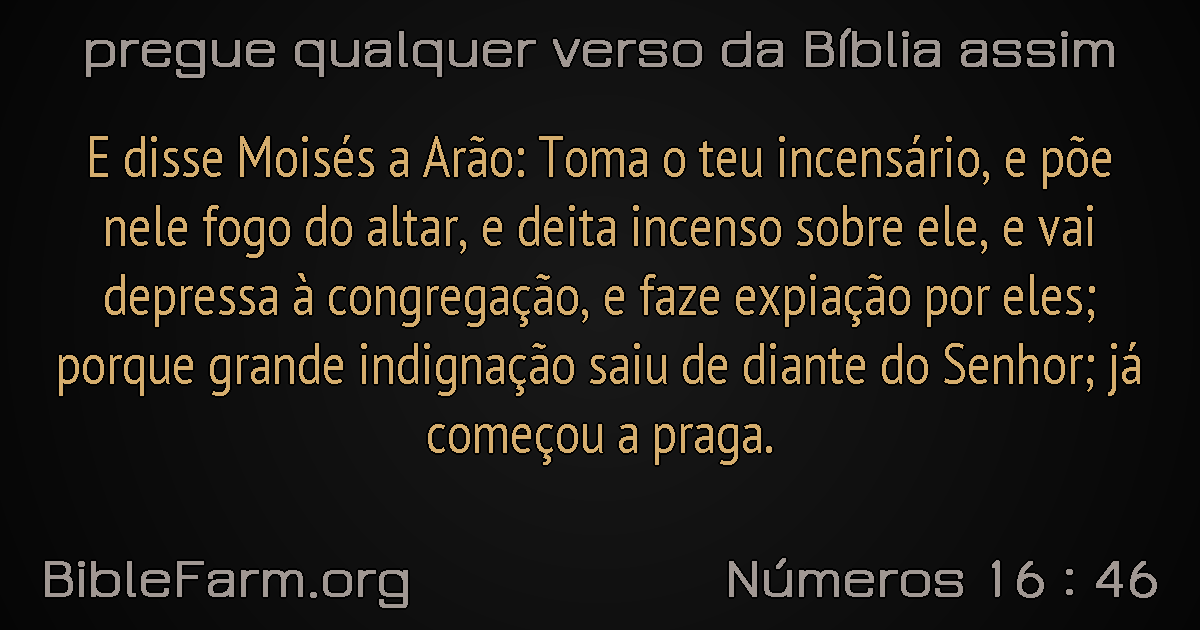 pregue qualquer verso da Bíblia assim
E disse Moisés a Arão: Toma o teu incensário, e põe
nele fogo do altar, e deita incenso sobre ele, e vai
depressa à congregação, e faze expiação por eles;
porque grande indignação saiu de diante do Senhor; já
começou a praga.
BibleFarm.org
Números 16 : 46